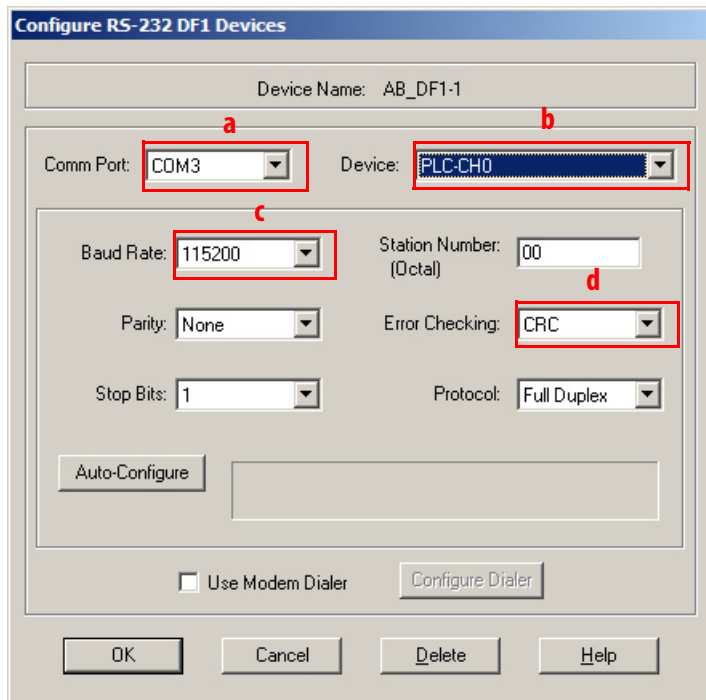 Configure RS-232 DF1 Devices
Device Name: AB_DF1-1
a
b
Comm Port: COM3 Device: PLC-CH0
c
Baud Rate: 115200 Station Number: 00
(Octal)
d
Parity: None Error Checking: CRC
Stop Bits: 1 Protocol: Full Duplex
Auto-Configure
Use Modem Dialer Configure Dialer
OK Cancel Delete Help